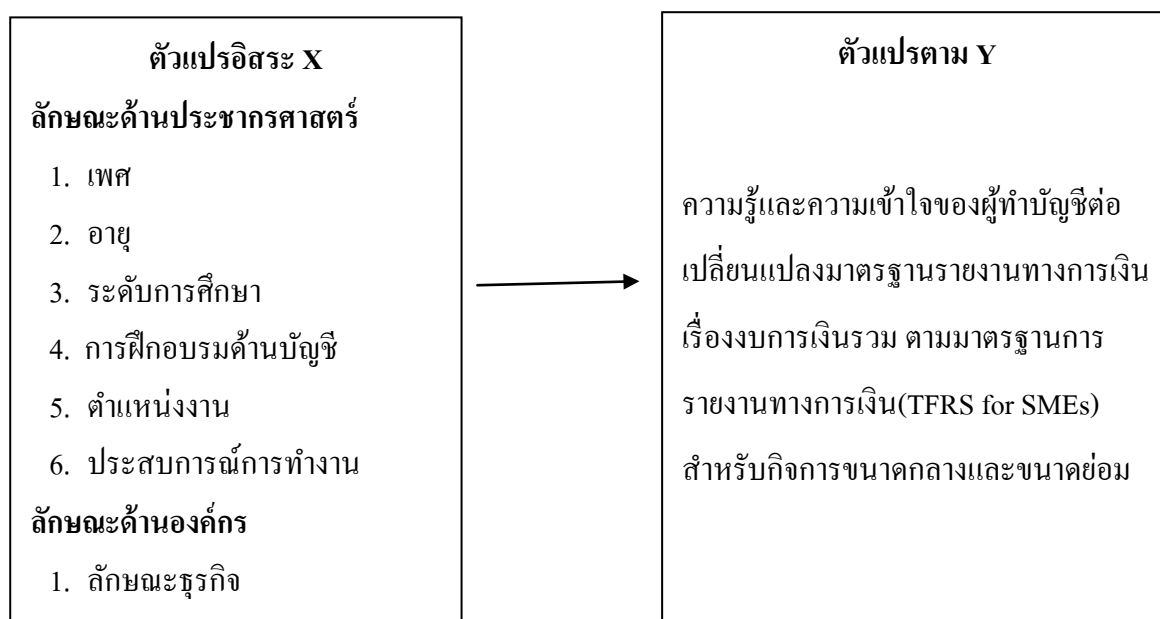 ตัวแปรอิสระ X
ลักษณะด้านประชากรศาสตร์
1. เพศ
2. อายุ
3. ระดับการศึกษา
4. การฝึกอบรมด้านบัญชี
5. ตำแหน่งงาน
6. ประสบการณ์การทำงาน
ลักษณะด้านองค์กร
1. ลักษณะธุรกิจ
ตัวแปรตาม Y
ความรู้และความเข้าใจของผู้ทำบัญชีต่อ
เปลี่ยนแปลงมาตรฐานรายงานทางการเงิน
เรื่องงบการเงินรวม ตามมาตรฐานการ
รายงานทางการเงิน(TFRS for SMEs)
สำหรับกิจการขนาดกลางและขนาดย่อม